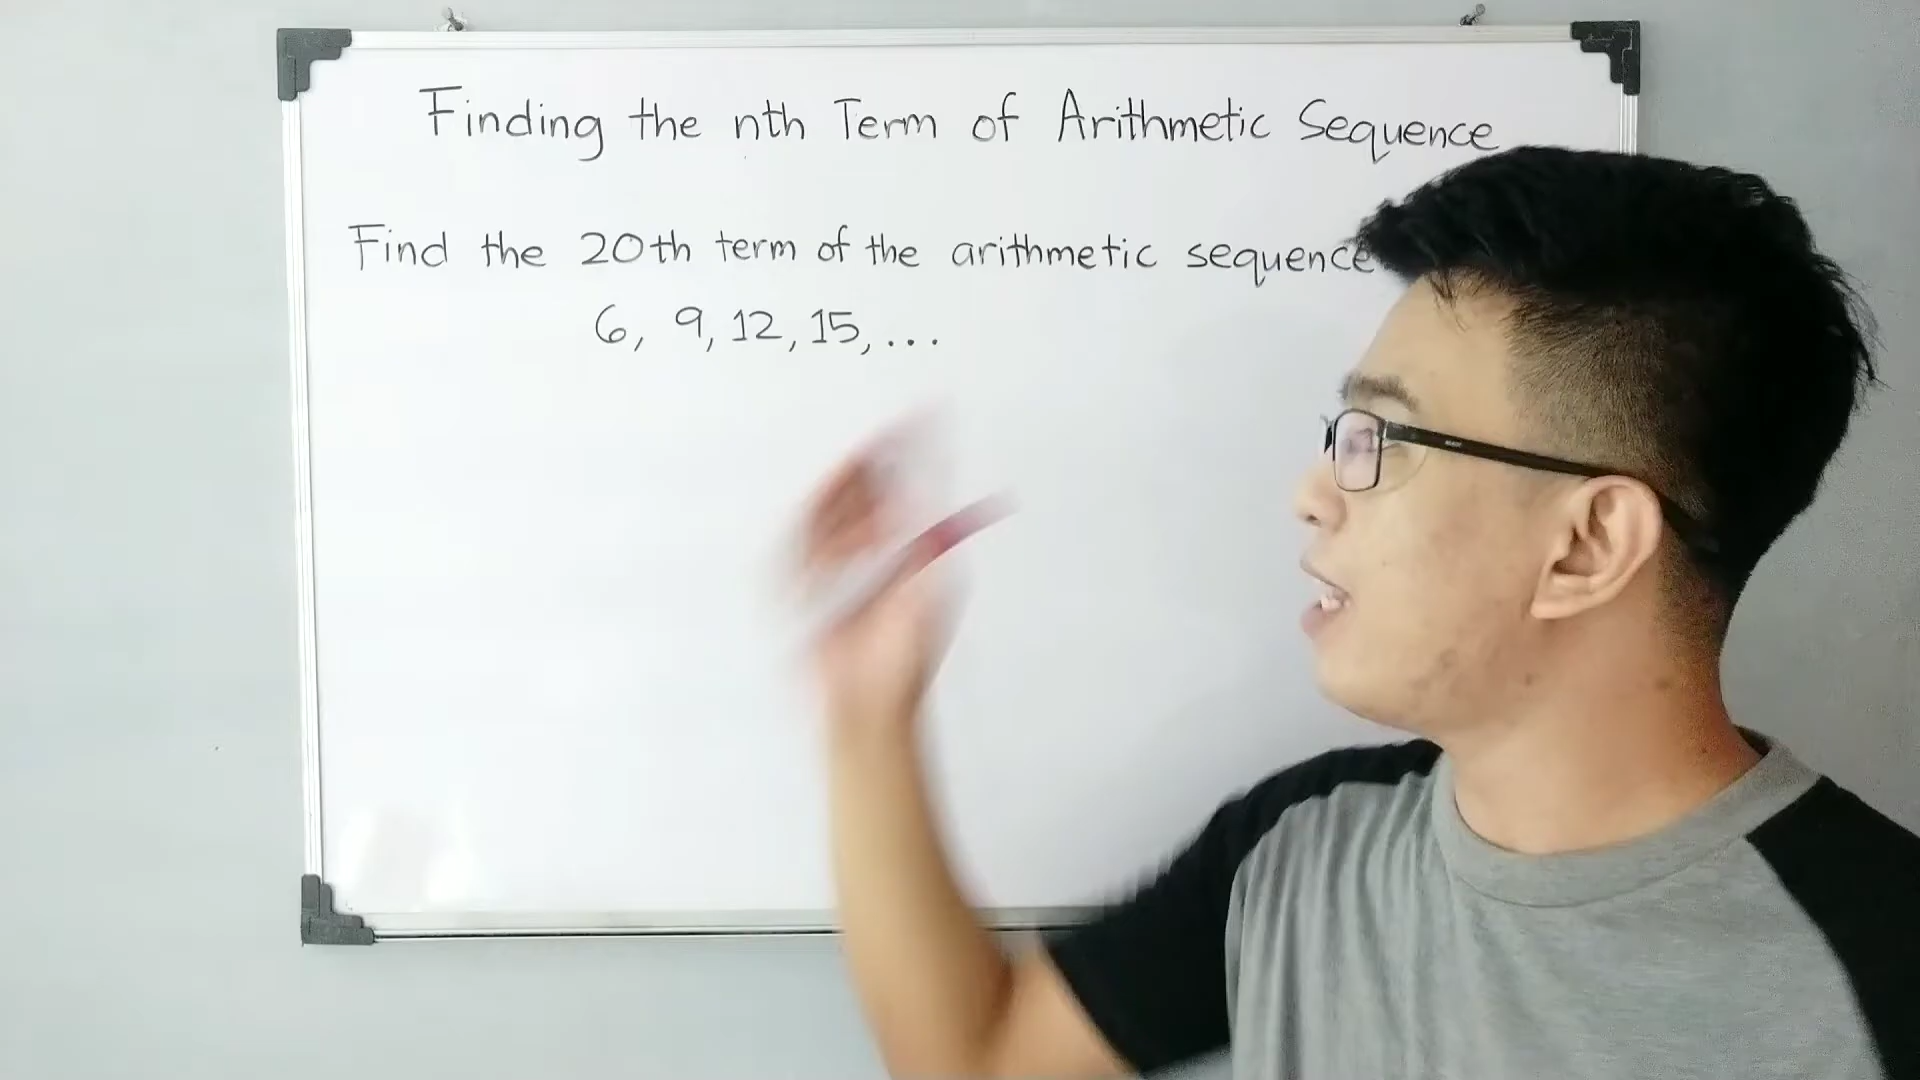 Finding the nth Term of Arithmetic Sequence
Find the 20th term of the arithmetic sequence
6, 9, 12, 15, ...